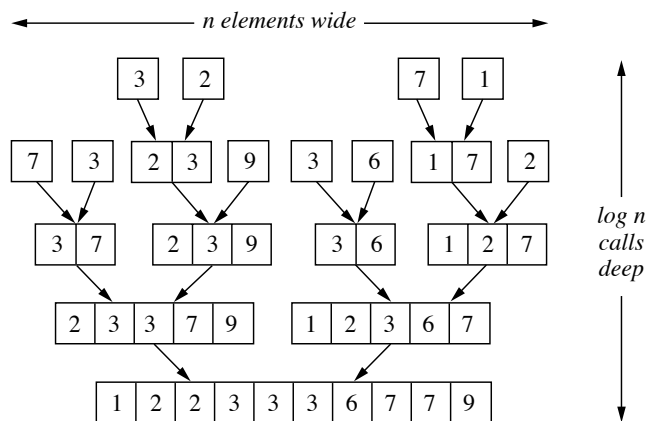 n elements wide
3 2 7 1
7 3 2 3 9 3 6 1 7 2
3 7 2 3 9 3 6 1 2 7
log n
calls
deep
2 3 3 7 9 1 2 3 6 7
1 2 2 3 3 3 6 7 7 9